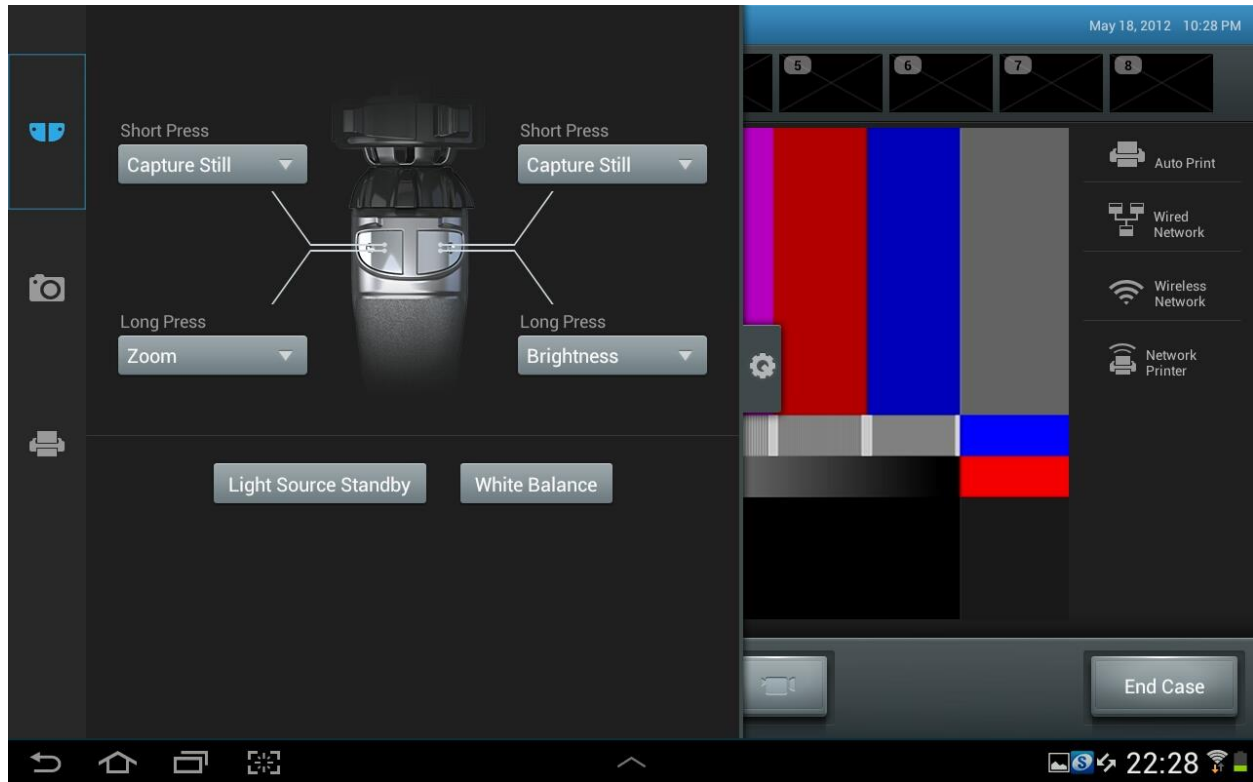 May 18, 2012 10:28 PM
5 6 7 8
Short Press
Capture Still
Short Press
Capture Still
Long Press
Zoom
Long Press
Brightness
Light Source Standby
White Balance
Auto Print
Wired
Network
Wireless
Network
Network
Printer
End Case
S
22:28